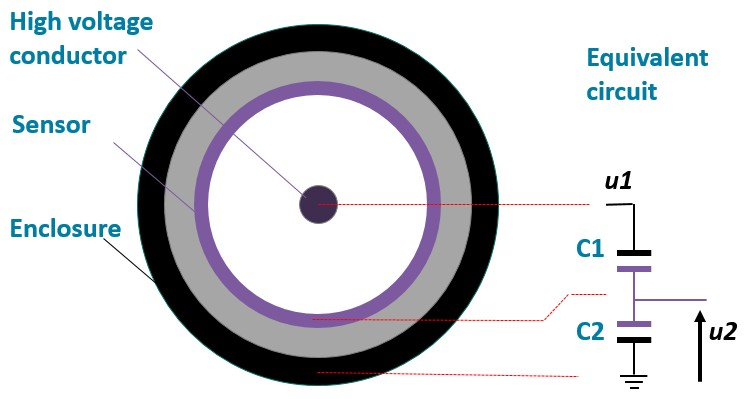 High voltage
conductor
Sensor
Enclosure
Equivalent
circuit
u1
C1
C2
u2